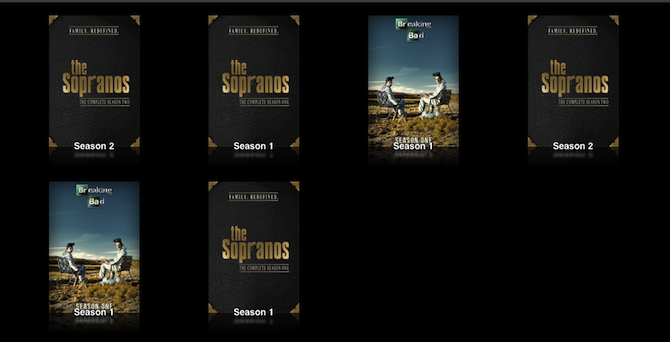 FAMILY. REDEFINED.
the
Sopranos
THE COMPLETE SEASON TWO
Season 2
FAMILY. REDEFINED.
the
Sopranos
THE COMPLETE SEASON ONE
Season 1
Breaking
Bad
SEASON ONE
Season 1
FAMILY. REDEFINED.
the
Sopranos
THE COMPLETE SEASON TWO
Season 2
Breaking
Bad
SEASON ONE
Season 1
FAMILY. REDEFINED.
the
Sopranos
THE COMPLETE SEASON ONE
Season 1